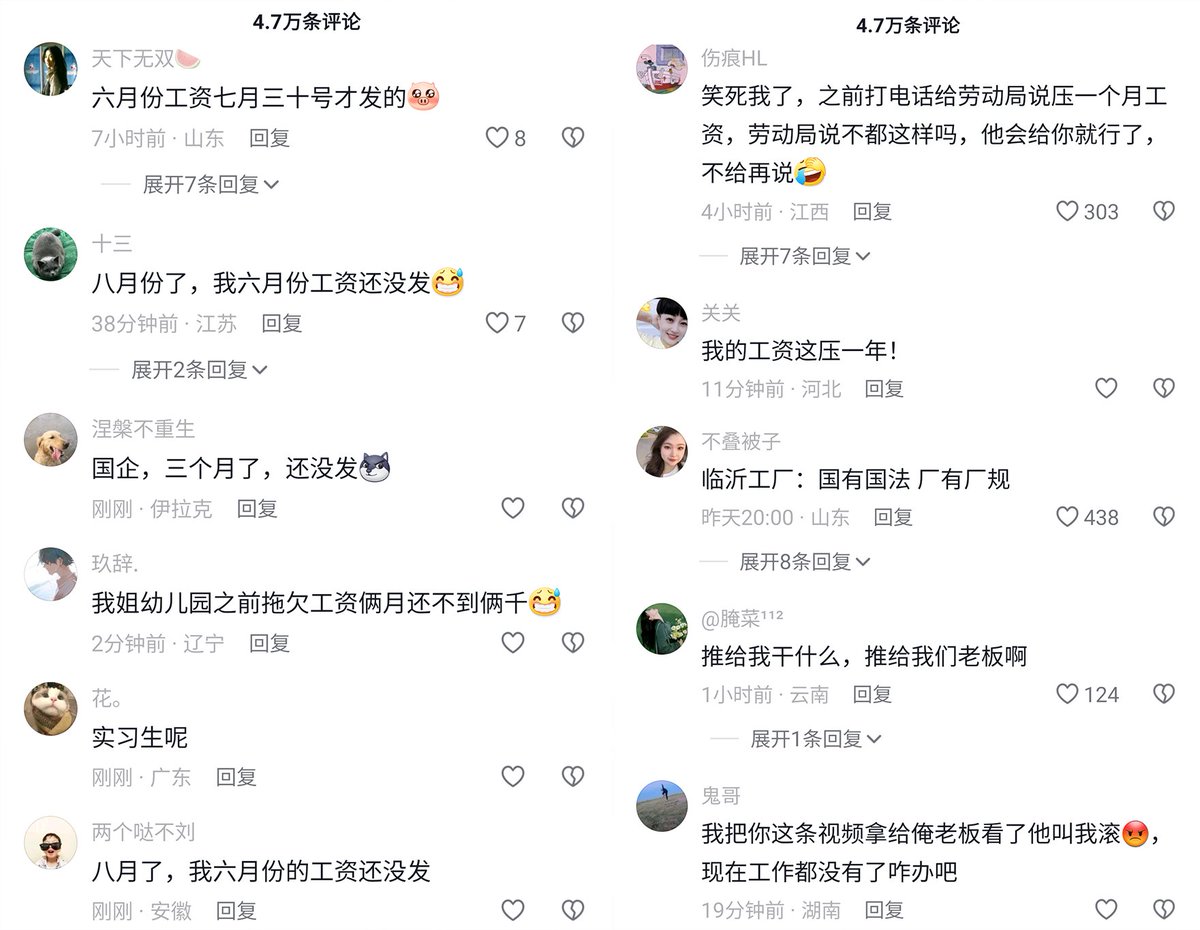 4.7万条评论
天下无双🍉
六月份工资七月三十号才发的🐷
7小时前 · 山东 回复
8
展开7条回复
十三
八月份了，我六月份工资还没发😅
38分钟前 · 江苏 回复
7
展开2条回复
涅槃不重生
国企，三个月了，还没发
刚刚 · 伊拉克 回复
玖辞.
我姐幼儿园之前拖欠工资俩月还不到俩千😅
2分钟前 · 辽宁 回复
花。
实习生呢
刚刚 · 广东 回复
两个哒不刘
八月了，我六月份的工资还没发
刚刚 · 安徽 回复
4.7万条评论
伤痕HL
笑死我了，之前打电话给劳动局说压一个月工
资，劳动局说不都这样吗，他会给你就行了，
不给再说🤣
4小时前 · 江西 回复
303
展开7条回复
关关
我的工资这压一年！
11分钟前 · 河北 回复
不叠被子
临沂工厂：国有国法 厂有厂规
昨天20:00 · 山东 回复
438
展开8条回复
@腌菜¹¹²
推给我干什么，推给我们老板啊
1小时前 · 云南 回复
124
展开1条回复
鬼哥
我把你这条视频拿给俺老板看了他叫我滚😡，
现在工作都没有了咋办吧
19分钟前 · 湖南 回复